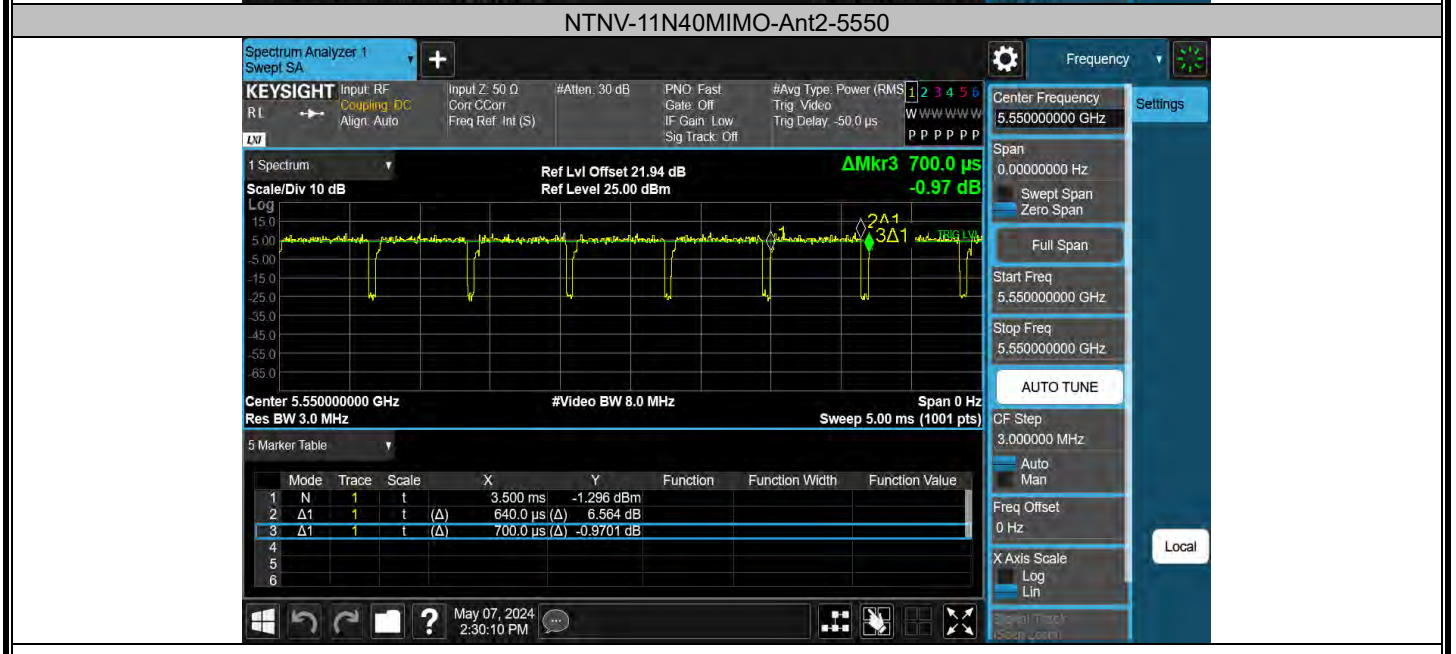 NTNV-11N40MIMO-Ant2-5550
Spectrum Analyzer 1
Swept SA
Frequency
KEYSIGHT
RL
LXI
Input: RF
Coupling: DC
Align: Auto
Input Z: 50 Ω
Corr CCorr
Freq Ref: Int (S)
#Atten: 30 dB
PNO: Fast
Gate: Off
IF Gain: Low
Sig Track: Off
#Avg Type: Power (RMS
Trig: Video
Trig Delay: -50.0 µs
1 2 3 4 5 6
W W W W W W
P P P P P P
Center Frequency
5.550000000 GHz
Settings
Span
0.00000000 Hz
Swept Span
Zero Span
Full Span
Start Freq
5.550000000 GHz
Stop Freq
5.550000000 GHz
AUTO TUNE
CF Step
3.000000 MHz
Auto
Man
Freq Offset
0 Hz
X Axis Scale
Log
Lin
Signal Track
(Span Zoom)
Local
1 Spectrum
Scale/Div 10 dB
Ref Lvl Offset 21.94 dB
Ref Level 25.00 dBm
ΔMkr3 700.0 µs
-0.97 dB
Log
15.0
5.00
-5.00
-15.0
-25.0
-35.0
-45.0
-55.0
-65.0
1
2Δ1
3Δ1
TRIG LVL
Center 5.550000000 GHz
Res BW 3.0 MHz
#Video BW 8.0 MHz
Span 0 Hz
Sweep 5.00 ms (1001 pts)
5 Marker Table
Mode Trace Scale X Y Function Function Width Function Value
1 N 1 t 3.500 ms -1.296 dBm
2 Δ1 1 t (Δ) 640.0 µs (Δ) 6.564 dB
3 Δ1 1 t (Δ) 700.0 µs (Δ) -0.9701 dB
4
5
6
?
May 07, 2024
2:30:10 PM